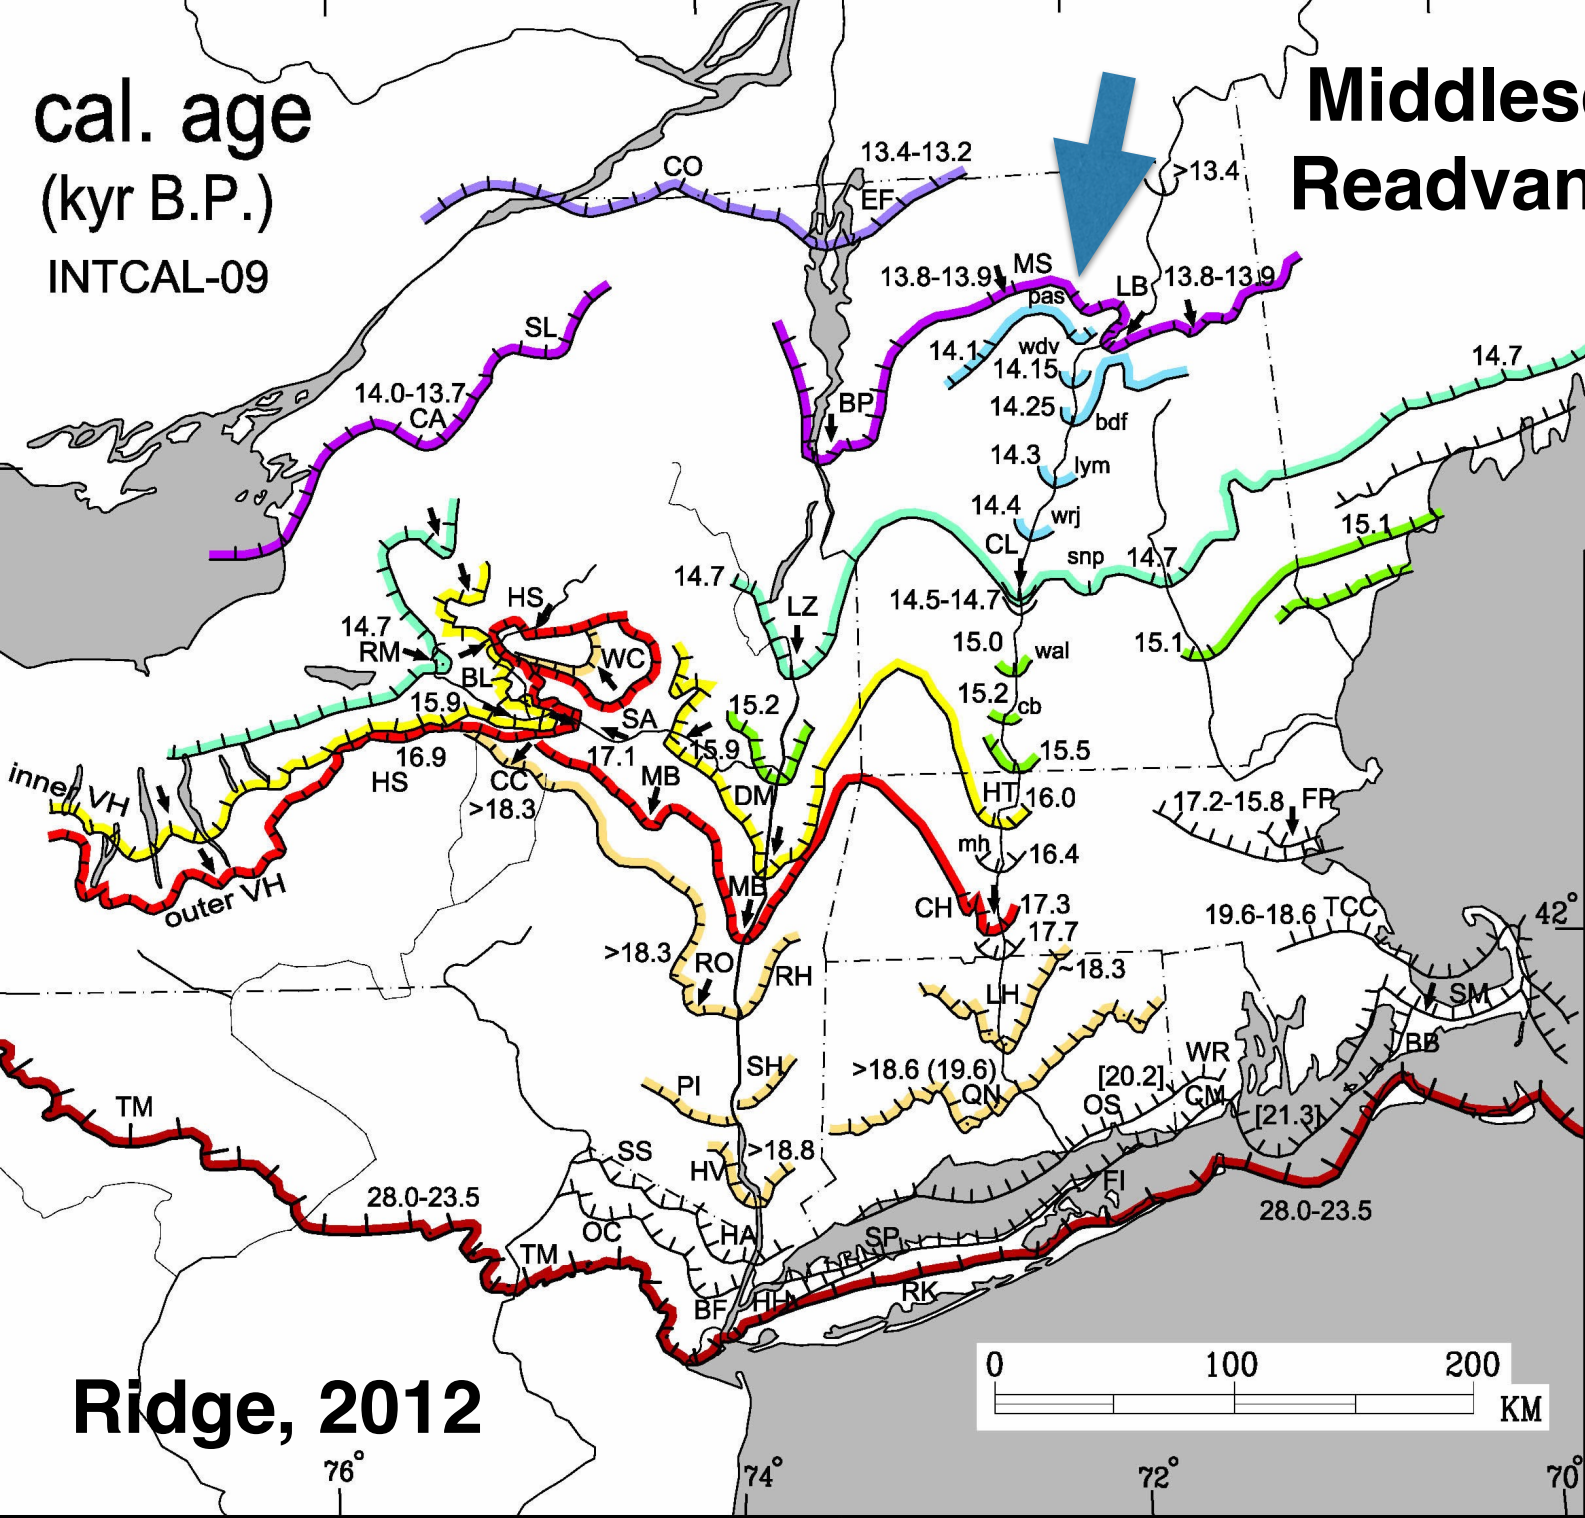 cal. age
(kyr B.P.)
INTCAL-09
Middles
Readvan
13.4-13.2
CO
EF
>13.4
13.8-13.9
MS
LB
13.8-13.9
pas
SL
14.1
wdv
14.15
14.7
14.0-13.7
CA
BP
14.25
bdf
14.3
lym
14.4
wrj
CL
snp
14.7
15.1
14.7
HS
LZ
14.5-14.7
14.7
RM
WC
15.0
wal
15.1
BL
15.9
SA
15.2
15.2
cb
inner VH
16.9
HS
17.1
15.9
15.5
CC
>18.3
MB
DM
HT
16.0
17.2-15.8
FP
mh
16.4
outer VH
MB
CH
17.3
19.6-18.6
TCC
42°
17.7
>18.3
RO
RH
~18.3
LH
SM
BB
PI
SH
>18.6 (19.6)
QN
[20.2]
WR
OS
CM
[21.3]
TM
SS
HV
>18.8
FI
28.0-23.5
OC
HA
SP
28.0-23.5
TM
BF
HH
RK
0 100 200
KM
Ridge, 2012
76°
74°
72°
70°